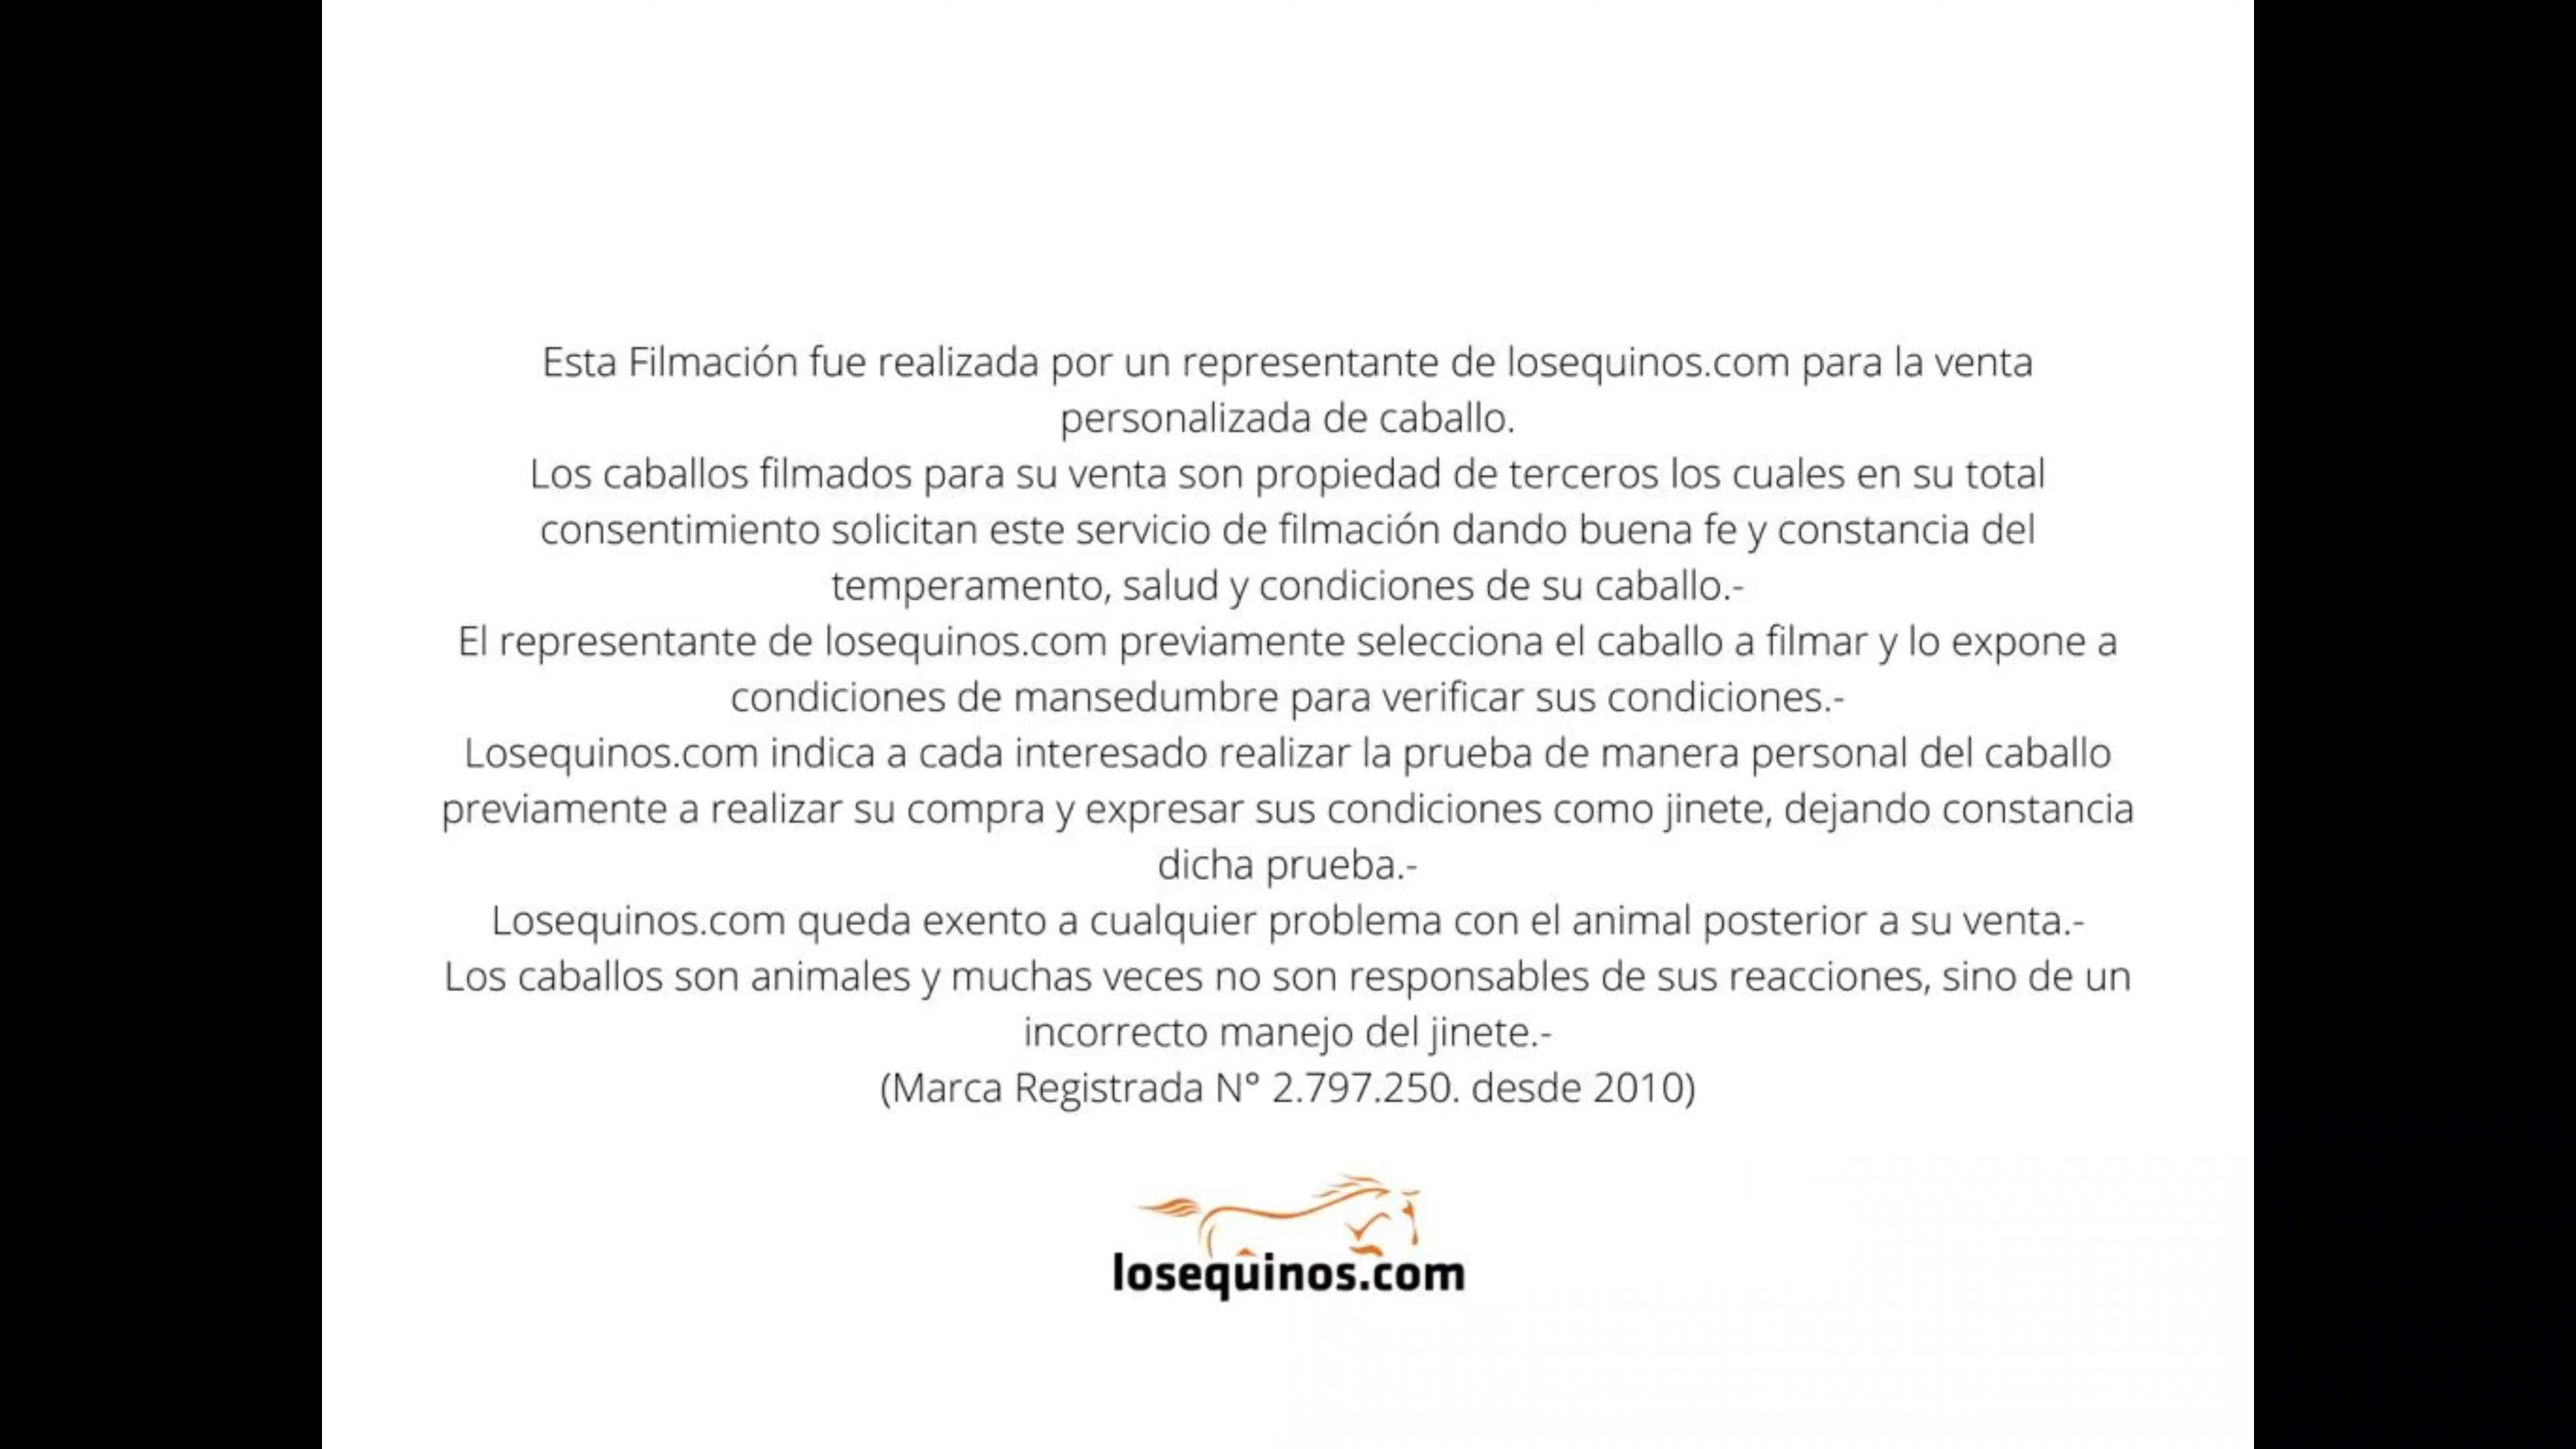 Esta Filmación fue realizada por un representante de losequinos.com para la venta
personalizada de caballo.
Los caballos filmados para su venta son propiedad de terceros los cuales en su total
consentimiento solicitan este servicio de filmación dando buena fe y constancia del
temperamento, salud y condiciones de su caballo.-
El representante de losequinos.com previamente selecciona el caballo a filmar y lo expone a
condiciones de mansedumbre para verificar sus condiciones.-
Losequinos.com indica a cada interesado realizar la prueba de manera personal del caballo
previamente a realizar su compra y expresar sus condiciones como jinete, dejando constancia
dicha prueba.-
Losequinos.com queda exento a cualquier problema con el animal posterior a su venta.-
Los caballos son animales y muchas veces no son responsables de sus reacciones, sino de un
incorrecto manejo del jinete.-
(Marca Registrada N° 2.797.250. desde 2010)
losequinos.com